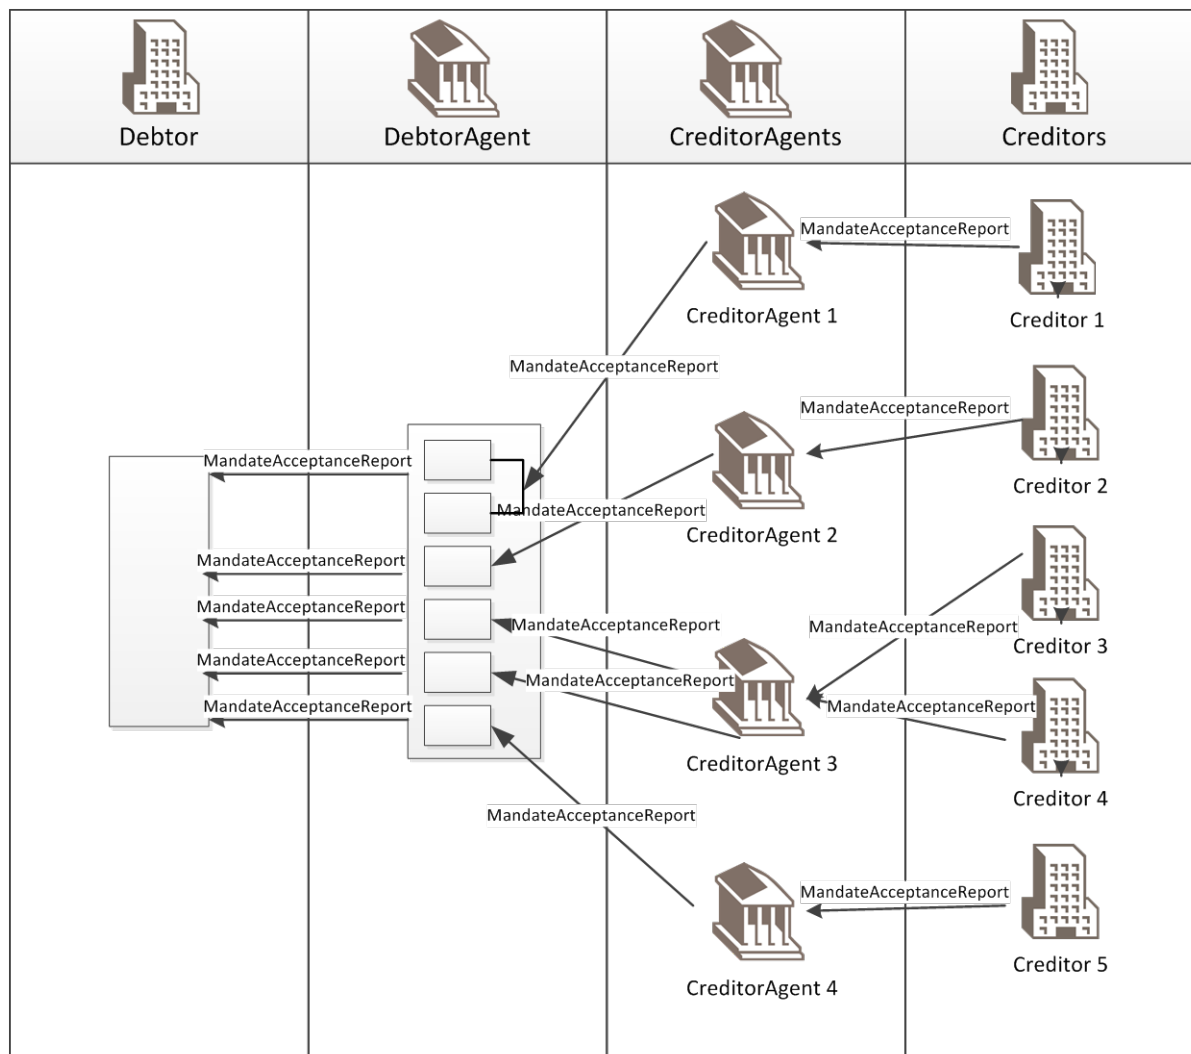 Debtor
DebtorAgent
CreditorAgents
Creditors
MandateAcceptanceReport
CreditorAgent 1
Creditor 1
MandateAcceptanceReport
MandateAcceptanceReport
MandateAcceptanceReport
Creditor 2
MandateAcceptanceReport
CreditorAgent 2
MandateAcceptanceReport
MandateAcceptanceReport
MandateAcceptanceReport
MandateAcceptanceReport
Creditor 3
MandateAcceptanceReport
MandateAcceptanceReport
MandateAcceptanceReport
MandateAcceptanceReport
CreditorAgent 3
Creditor 4
MandateAcceptanceReport
MandateAcceptanceReport
Creditor 5
CreditorAgent 4